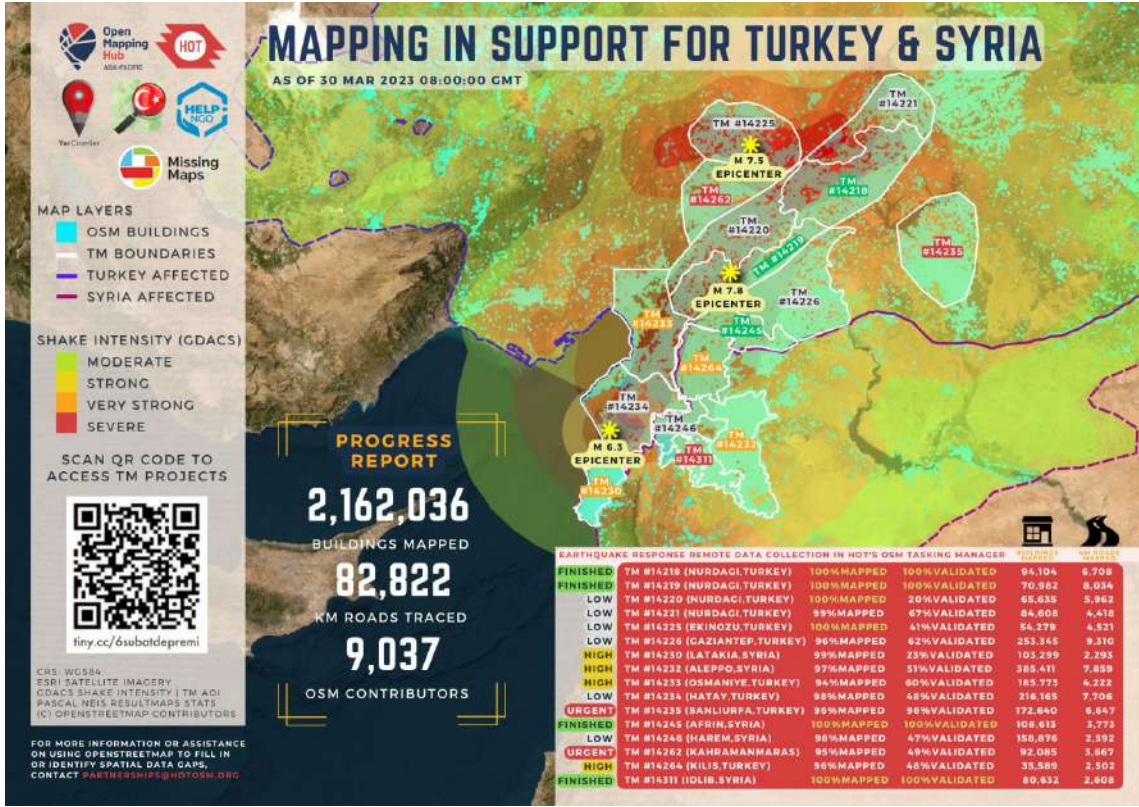 Open
Mapping
Hub
ASIA-PACIFIC
HOT
YerCizenler
HELP
NGO
Missing
Maps
MAPPING IN SUPPORT FOR TURKEY & SYRIA
AS OF 30 MAR 2023 08:00:00 GMT
MAP LAYERS
OSM BUILDINGS
TM BOUNDARIES
TURKEY AFFECTED
SYRIA AFFECTED
SHAKE INTENSITY (GDACS)
MODERATE
STRONG
VERY STRONG
SEVERE
SCAN QR CODE TO
ACCESS TM PROJECTS
tiny.cc/6subatdepremi
CRS: WGS84
ESRI SATELLITE IMAGERY
GDACS SHAKE INTENSITY | TM AOI
PASCAL NEIS RESULTMAPS STATS
(C) OPENSTREETMAP CONTRIBUTORS
FOR MORE INFORMATION OR ASSISTANCE
ON USING OPENSTREETMAP TO FILL IN
OR IDENTIFY SPATIAL DATA GAPS,
CONTACT PARTNERSHIPS@HOTOSM.ORG
TM
#14221
TM #14225
M 7.5
EPICENTER
TM
#14262
TM
#14218
TM
#14220
TM #14219
TM
#14235
M 7.8
EPICENTER
TM
#14226
TM
#14233
TM
#14245
TM
#14264
TM
#14234
TM
#14246
M 6.3
EPICENTER
TM
#14311
TM
#14232
TM
#14230
PROGRESS
REPORT
2,162,036
BUILDINGS MAPPED
82,822
KM ROADS TRACED
9,037
OSM CONTRIBUTORS
EARTHQUAKE RESPONSE REMOTE DATA COLLECTION IN HOT'S OSM TASKING MANAGER BUILDINGS MAPPED KM ROADS MAPPED
FINISHED TM #14218 (NURDAGI,TURKEY) 100%MAPPED 100%VALIDATED 94,104 6,708
FINISHED TM #14219 (NURDAGI,TURKEY) 100%MAPPED 100%VALIDATED 70,982 8,034
LOW TM #14220 (NURDAGI,TURKEY) 100%MAPPED 20%VALIDATED 65,635 5,962
LOW TM #14221 (NURDAGI,TURKEY) 99%MAPPED 67%VALIDATED 84,608 4,418
LOW TM #14225 (EKINOZU,TURKEY) 100%MAPPED 41%VALIDATED 54,279 4,521
LOW TM #14226 (GAZIANTEP,TURKEY) 96%MAPPED 62%VALIDATED 253,345 9,310
HIGH TM #14230 (LATAKIA,SYRIA) 99%MAPPED 23%VALIDATED 103,299 2,293
HIGH TM #14232 (ALEPPO,SYRIA) 97%MAPPED 51%VALIDATED 385,411 7,859
HIGH TM #14233 (OSMANIYE,TURKEY) 94%MAPPED 60%VALIDATED 185,773 4,222
LOW TM #14234 (HATAY,TURKEY) 98%MAPPED 48%VALIDATED 216,165 7,706
URGENT TM #14235 (SANLIURFA,TURKEY) 96%MAPPED 96%VALIDATED 172,640 6,647
FINISHED TM #14245 (AFRIN,SYRIA) 100%MAPPED 100%VALIDATED 108,613 3,773
LOW TM #14246 (HAREM,SYRIA) 98%MAPPED 47%VALIDATED 158,876 2,592
URGENT TM #14262 (KAHRAMANMARAS) 95%MAPPED 49%VALIDATED 92,085 3,667
HIGH TM #14264 (KILIS,TURKEY) 96%MAPPED 48%VALIDATED 35,589 2,502
FINISHED TM #14311 (IDLIB,SYRIA) 100%MAPPED 100%VALIDATED 80,632 2,608